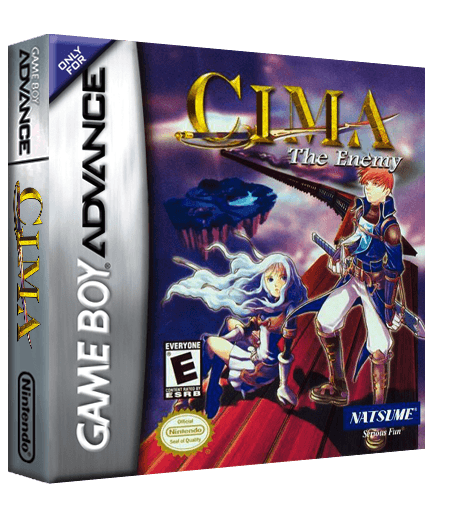 GAME BOY
ADVANCE
CIMA
Nintendo®
ONLY
FOR
GAME BOY ADVANCE
CIMA
The Enemy
EVERYONE
E
CONTENT RATED BY
ESRB
Official
Nintendo
Seal of Quality
NATSUME®
Serious Fun®